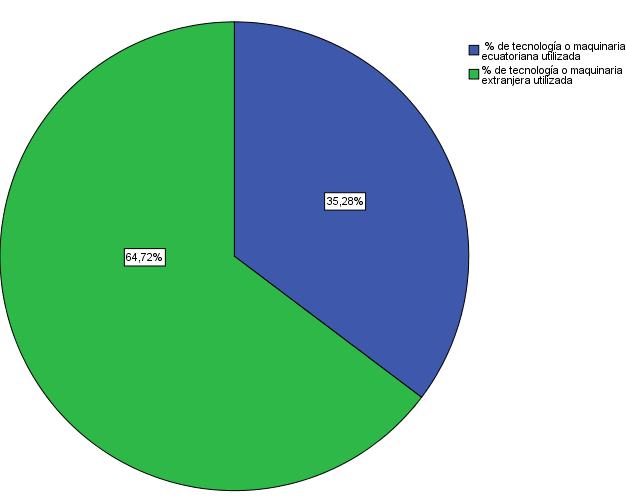 % de tecnología o maquinaria
ecuatoriana utilizada
% de tecnología o maquinaria
extranjera utilizada
35,28%
64,72%